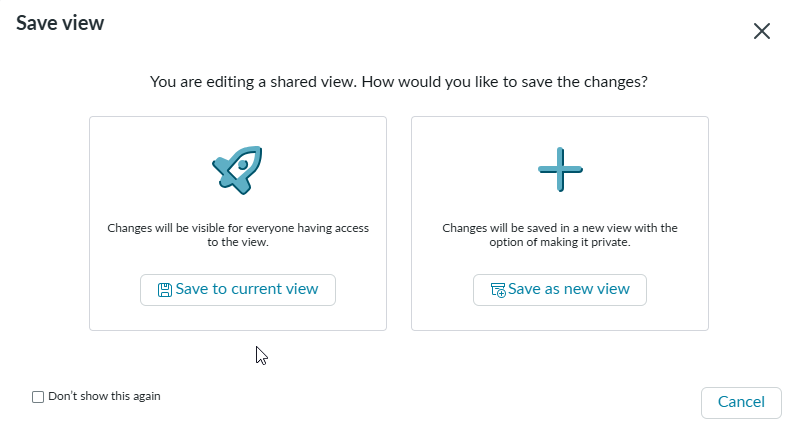 Save view
You are editing a shared view. How would you like to save the changes?
Changes will be visible for everyone having access
to the view.
Save to current view
Changes will be saved in a new view with the
option of making it private.
Save as new view
Don't show this again
Cancel